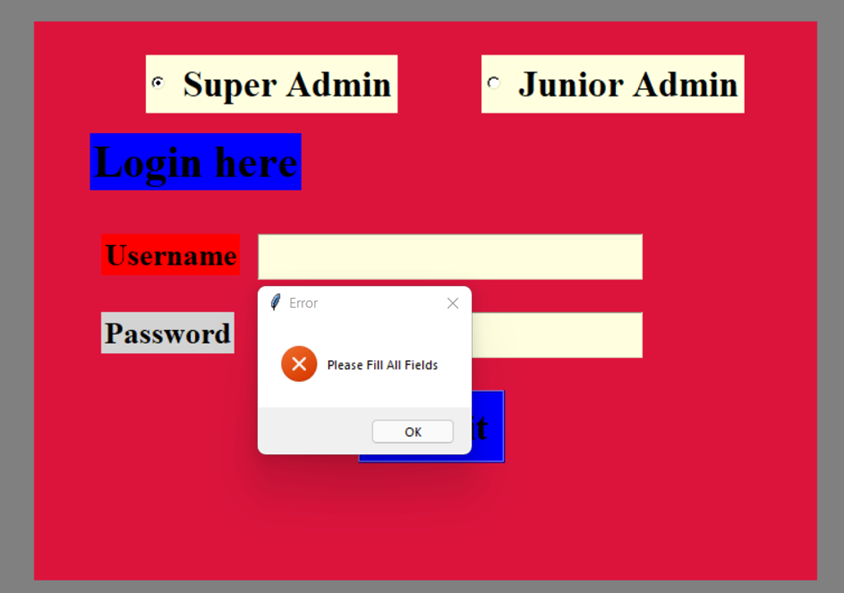 Super Admin
Junior Admin
Login here
Username
Error
Password
Please Fill All Fields
OK